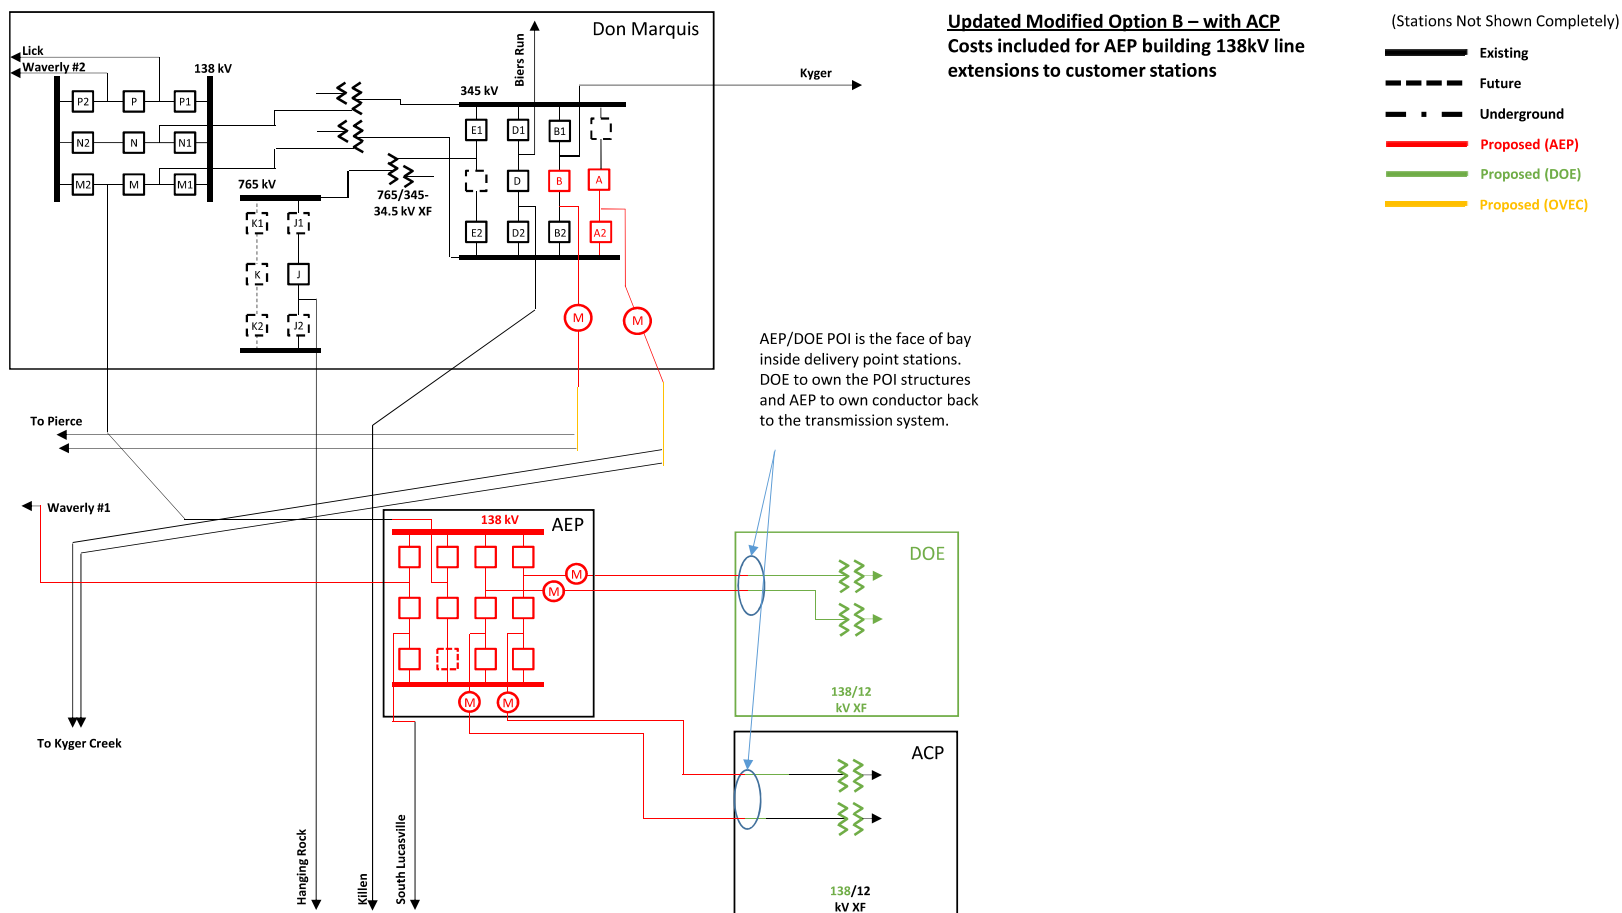 Don Marquis
Updated Modified Option B – with ACP
Costs included for AEP building 138kV line
extensions to customer stations
(Stations Not Shown Completely)
Existing
Future
Underground
Proposed (AEP)
Proposed (DOE)
Proposed (OVEC)
Lick
Waverly #2
138 kV
P2
P
P1
N2
N
N1
M2
M
M1
765 kV
K1
J1
K
J
K2
J2
765/345-
34.5 kV XF
345 kV
Biers Run
Kyger
E1
D1
B1
D
B
A
E2
D2
B2
A2
M
M
AEP/DOE POI is the face of bay
inside delivery point stations.
DOE to own the POI structures
and AEP to own conductor back
to the transmission system.
To Pierce
Waverly #1
138 kV
AEP
M
M
M
M
DOE
138/12
kV XF
To Kyger Creek
ACP
138/12
kV XF
Hanging Rock
Killen
South Lucasville